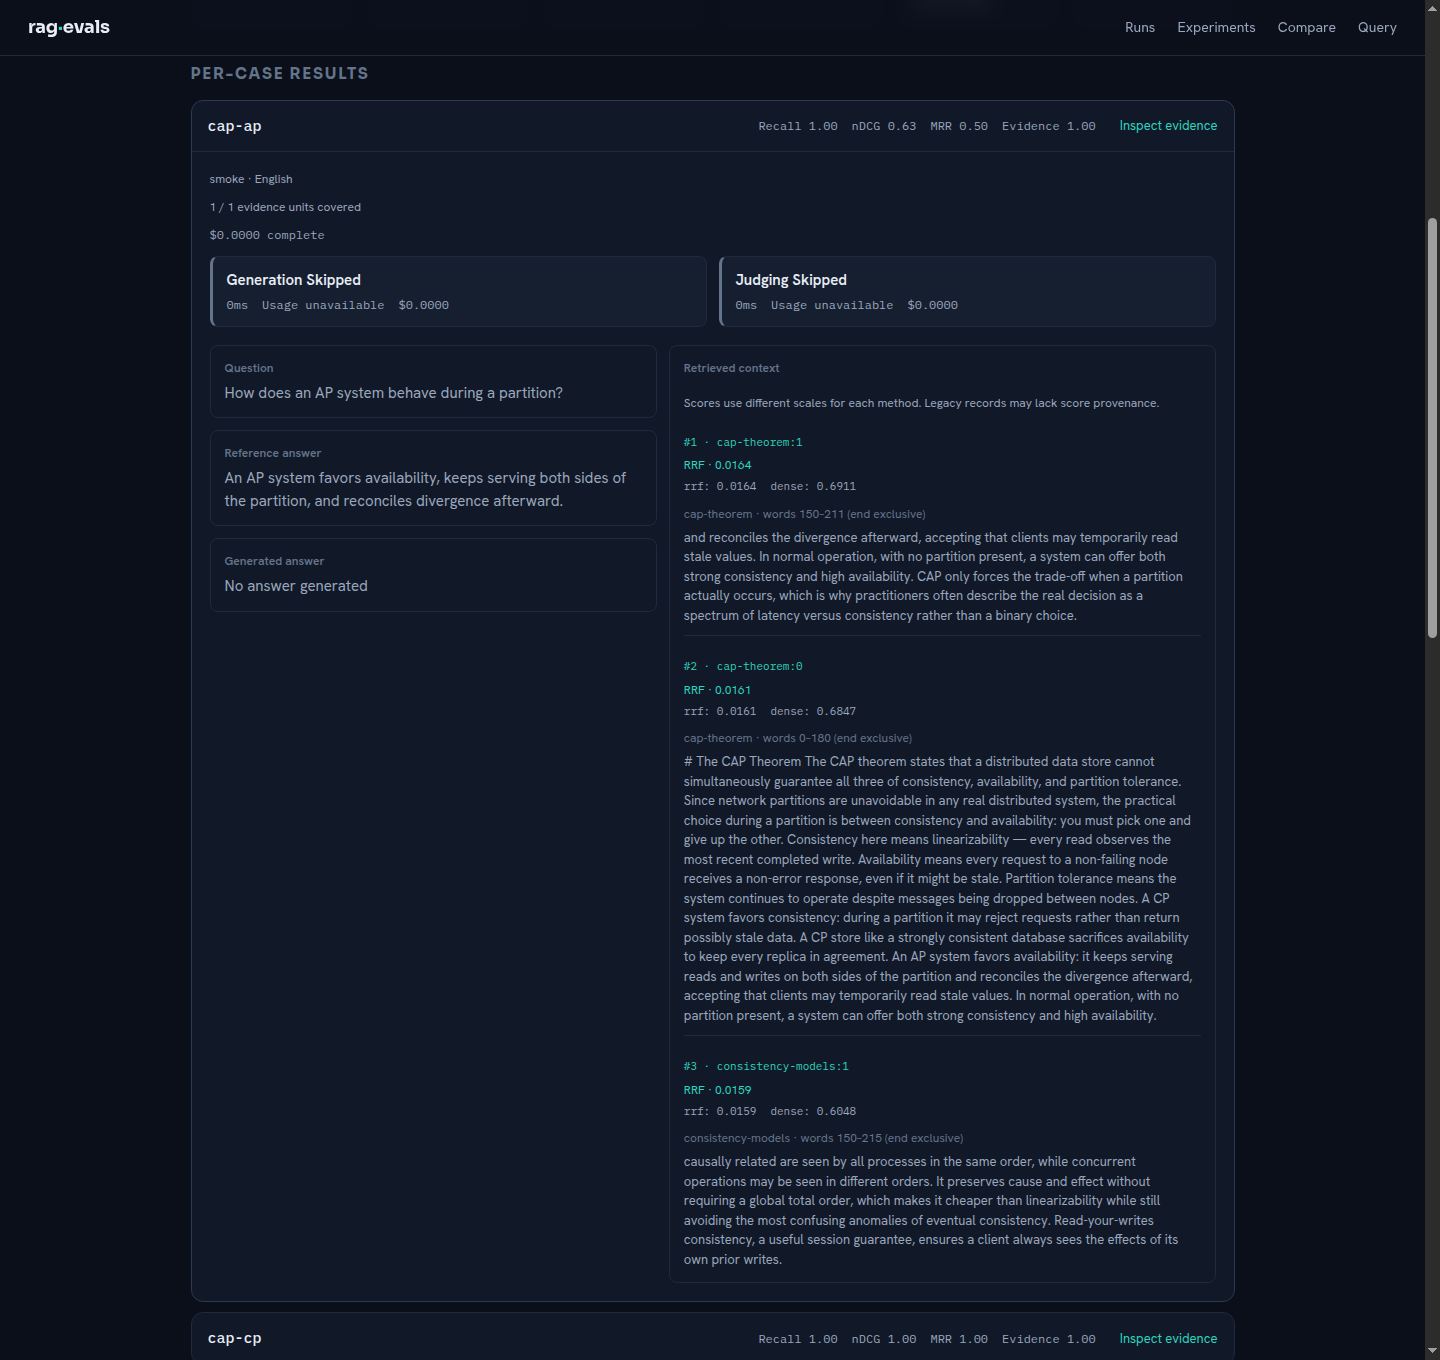 rag·evals
Runs Experiments Compare Query
PER-CASE RESULTS
cap-ap
Recall 1.00 nDCG 0.63 MRR 0.50 Evidence 1.00 Inspect evidence
smoke · English
1 / 1 evidence units covered
$0.0000 complete
Generation Skipped
0ms Usage unavailable $0.0000
Judging Skipped
0ms Usage unavailable $0.0000
Question
How does an AP system behave during a partition?
Reference answer
An AP system favors availability, keeps serving both sides of
the partition, and reconciles divergence afterward.
Generated answer
No answer generated
Retrieved context
Scores use different scales for each method. Legacy records may lack score provenance.
#1 · cap-theorem:1
RRF · 0.0164
rrf: 0.0164 dense: 0.6911
cap-theorem · words 150–211 (end exclusive)
and reconciles the divergence afterward, accepting that clients may temporarily read
stale values. In normal operation, with no partition present, a system can offer both
strong consistency and high availability. CAP only forces the trade-off when a partition
actually occurs, which is why practitioners often describe the real decision as a
spectrum of latency versus consistency rather than a binary choice.
#2 · cap-theorem:0
RRF · 0.0161
rrf: 0.0161 dense: 0.6847
cap-theorem · words 0–180 (end exclusive)
# The CAP Theorem The CAP theorem states that a distributed data store cannot
simultaneously guarantee all three of consistency, availability, and partition tolerance.
Since network partitions are unavoidable in any real distributed system, the practical
choice during a partition is between consistency and availability: you must pick one and
give up the other. Consistency here means linearizability — every read observes the
most recent completed write. Availability means every request to a non-failing node
receives a non-error response, even if it might be stale. Partition tolerance means the
system continues to operate despite messages being dropped between nodes. A CP
system favors consistency: during a partition it may reject requests rather than return
possibly stale data. A CP store like a strongly consistent database sacrifices availability
to keep every replica in agreement. An AP system favors availability: it keeps serving
reads and writes on both sides of the partition and reconciles the divergence afterward,
accepting that clients may temporarily read stale values. In normal operation, with no
partition present, a system can offer both strong consistency and high availability.
#3 · consistency-models:1
RRF · 0.0159
rrf: 0.0159 dense: 0.6048
consistency-models · words 150–215 (end exclusive)
causally related are seen by all processes in the same order, while concurrent
operations may be seen in different orders. It preserves cause and effect without
requiring a global total order, which makes it cheaper than linearizability while still
avoiding the most confusing anomalies of eventual consistency. Read-your-writes
consistency, a useful session guarantee, ensures a client always sees the effects of its
own prior writes.
cap-cp
Recall 1.00 nDCG 1.00 MRR 1.00 Evidence 1.00 Inspect evidence